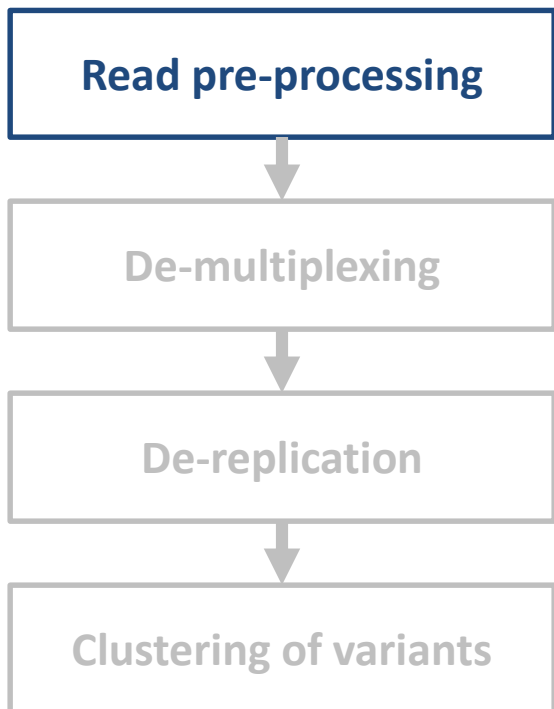 Read pre-processing
De-multiplexing
De-replication
Clustering of variants